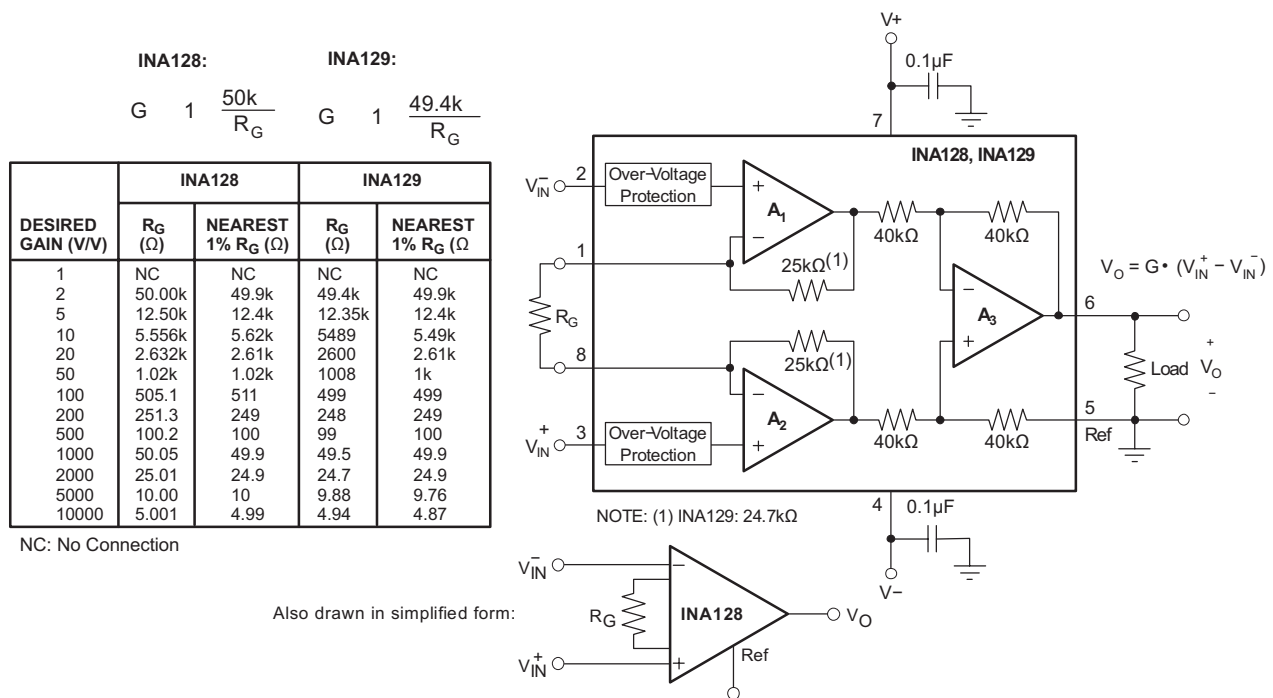 INA128:
INA129:
G 1 50k
R_G
G 1 49.4k
R_G
INA128 INA129
DESIRED GAIN (V/V) R_G (Ω) NEAREST 1% R_G (Ω) R_G (Ω) NEAREST 1% R_G (Ω
1 NC NC NC NC
2 50.00k 49.9k 49.4k 49.9k
5 12.50k 12.4k 12.35k 12.4k
10 5.556k 5.62k 5489 5.49k
20 2.632k 2.61k 2600 2.61k
50 1.02k 1.02k 1008 1k
100 505.1 511 499 499
200 251.3 249 248 249
500 100.2 100 99 100
1000 50.05 49.9 49.5 49.9
2000 25.01 24.9 24.7 24.9
5000 10.00 10 9.88 9.76
10000 5.001 4.99 4.94 4.87
NC: No Connection
V+
0.1µF
7
INA128, INA129
V_IN^−
2
Over−Voltage
Protection
+
A_1
−
40kΩ
40kΩ
1
25kΩ(1)
R_G
8
25kΩ(1)
−
A_2
+
V_IN^+
3
Over−Voltage
Protection
40kΩ
40kΩ
−
A_3
+
6
V_O = G • (V_IN^+ − V_IN^−)
Load
+
V_O
−
5
Ref
NOTE: (1) INA129: 24.7kΩ
4
0.1µF
V−
Also drawn in simplified form:
V_IN^−
−
R_G
INA128
+
V_IN^+
V_O
Ref